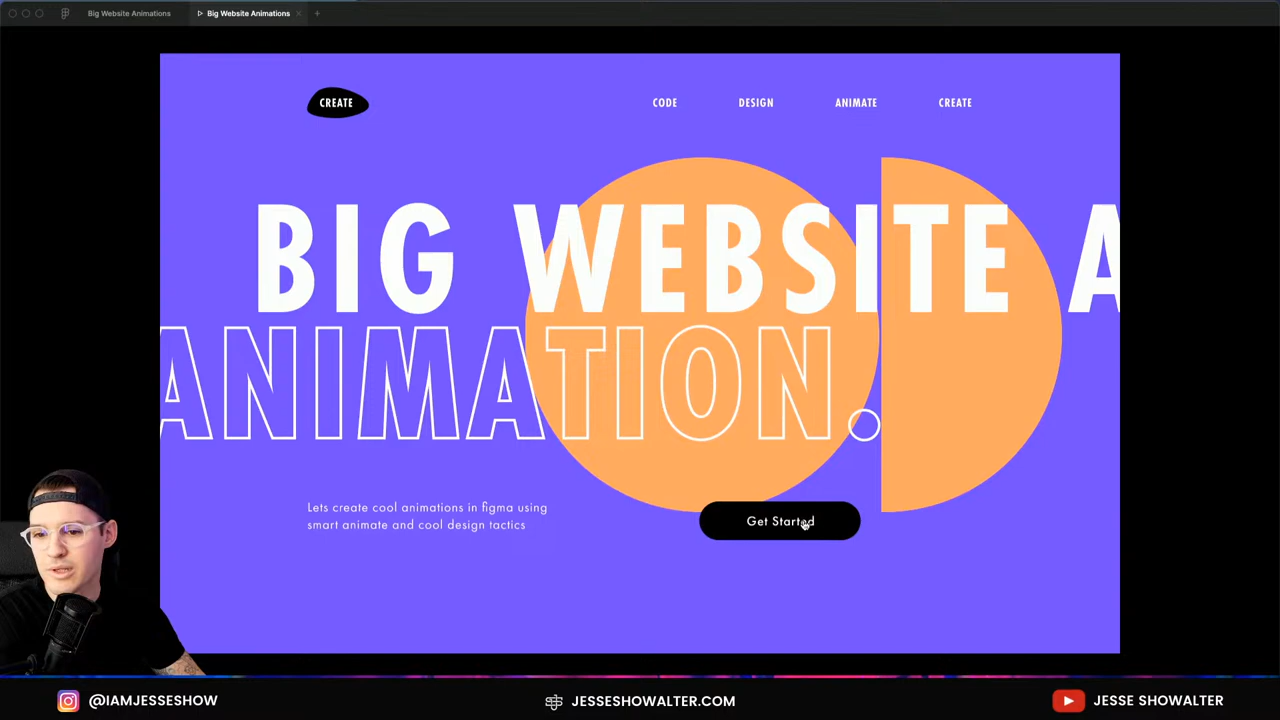 Big Website Animations
Big Website Animations
CREATE
CODE DESIGN ANIMATE CREATE
BIG WEBSITE A
ANIMATION.
Lets create cool animations in figma using
smart animate and cool design tactics
Get Started
@IAMJESSESHOW
JESSESHOWALTER.COM
JESSE SHOWALTER